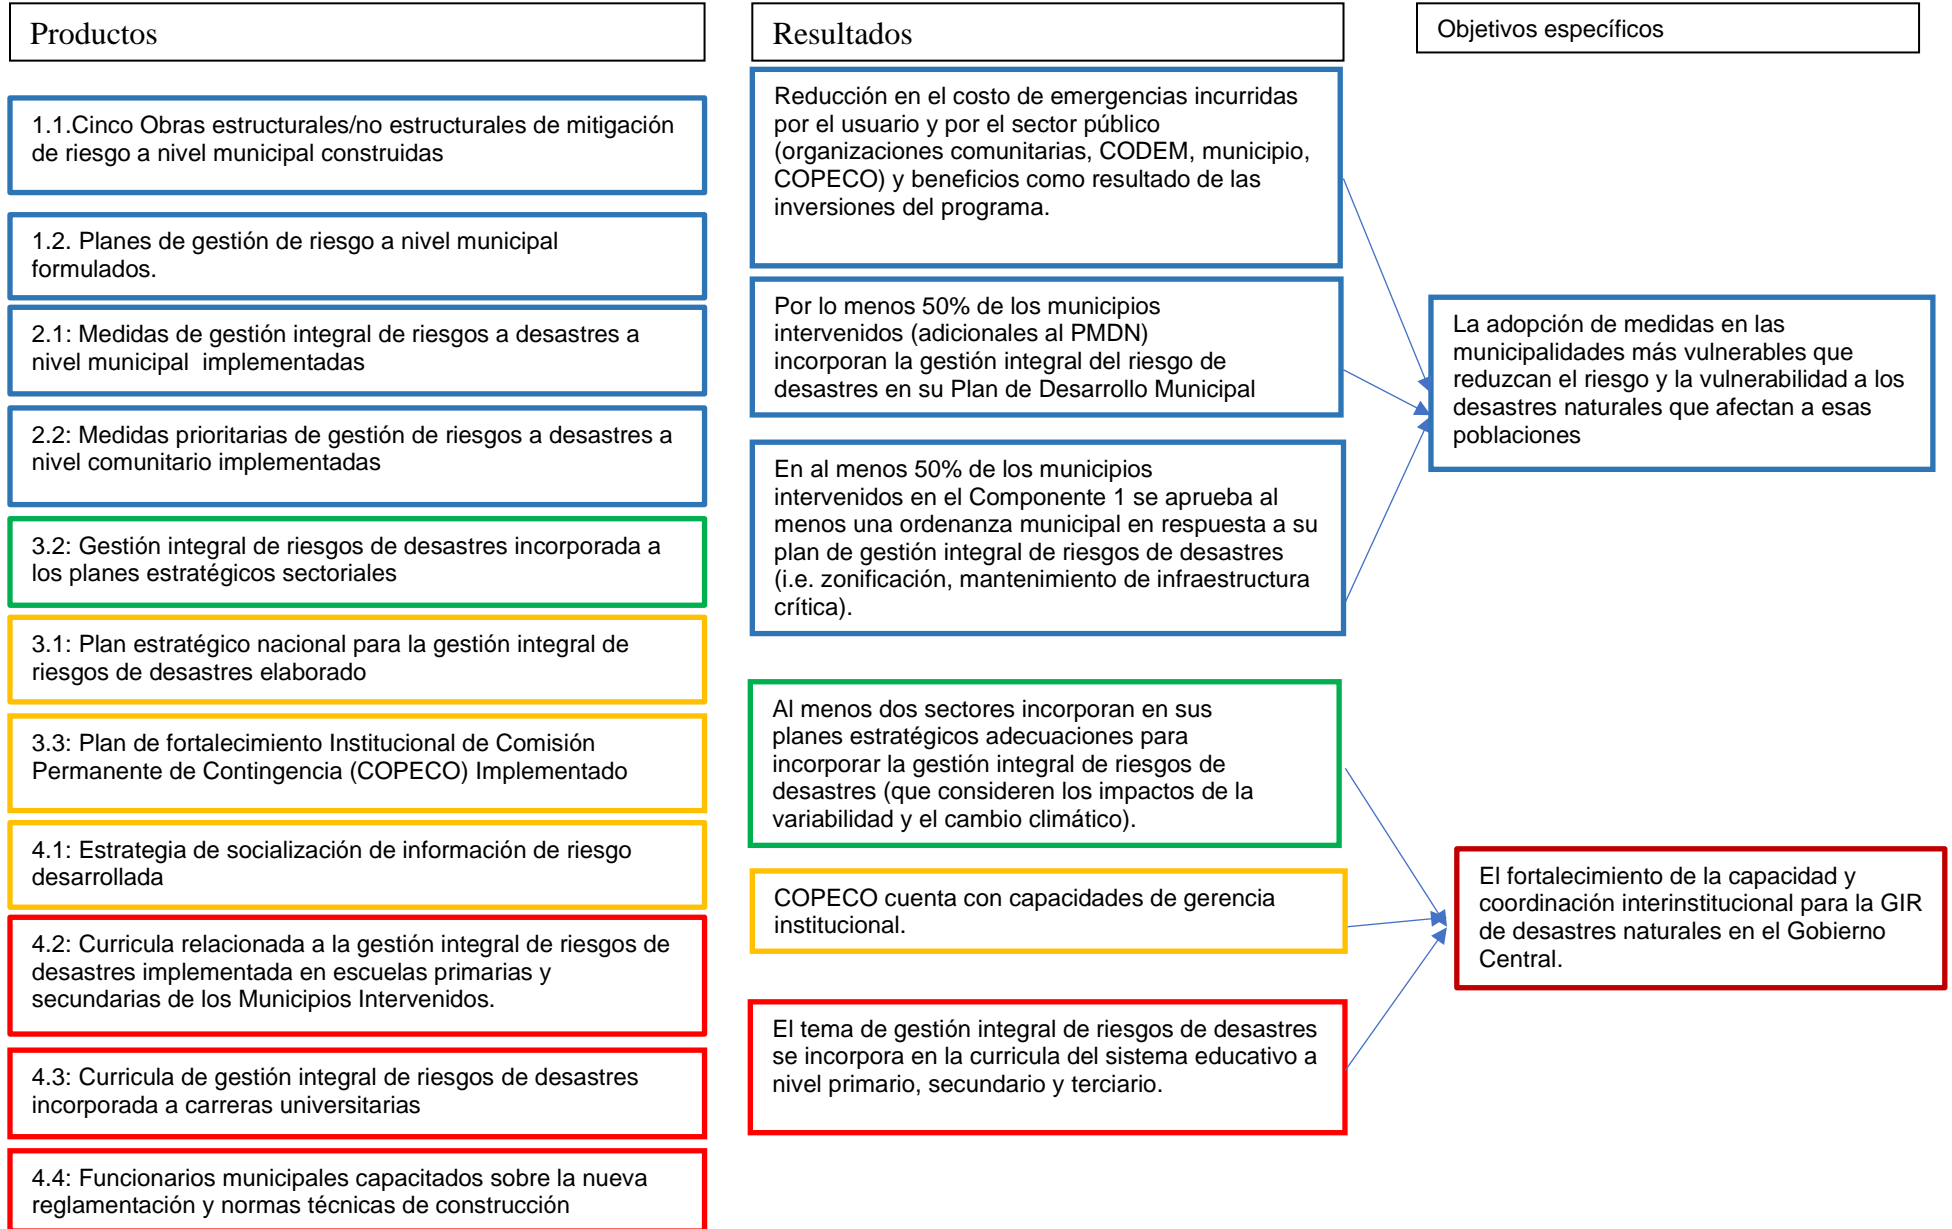 Productos
1.1.Cinco Obras estructurales/no estructurales de mitigación
de riesgo a nivel municipal construidas
1.2. Planes de gestión de riesgo a nivel municipal
formulados.
2.1: Medidas de gestión integral de riesgos a desastres a
nivel municipal implementadas
2.2: Medidas prioritarias de gestión de riesgos a desastres a
nivel comunitario implementadas
3.2: Gestión integral de riesgos de desastres incorporada a
los planes estratégicos sectoriales
3.1: Plan estratégico nacional para la gestión integral de
riesgos de desastres elaborado
3.3: Plan de fortalecimiento Institucional de Comisión
Permanente de Contingencia (COPECO) Implementado
4.1: Estrategia de socialización de información de riesgo
desarrollada
4.2: Curricula relacionada a la gestión integral de riesgos de
desastres implementada en escuelas primarias y
secundarias de los Municipios Intervenidos.
4.3: Curricula de gestión integral de riesgos de desastres
incorporada a carreras universitarias
4.4: Funcionarios municipales capacitados sobre la nueva
reglamentación y normas técnicas de construcción
Resultados
Reducción en el costo de emergencias incurridas
por el usuario y por el sector público
(organizaciones comunitarias, CODEM, municipio,
COPECO) y beneficios como resultado de las
inversiones del programa.
Por lo menos 50% de los municipios
intervenidos (adicionales al PMDN)
incorporan la gestión integral del riesgo de
desastres en su Plan de Desarrollo Municipal
En al menos 50% de los municipios
intervenidos en el Componente 1 se aprueba al
menos una ordenanza municipal en respuesta a su
plan de gestión integral de riesgos de desastres
(i.e. zonificación, mantenimiento de infraestructura
crítica).
Al menos dos sectores incorporan en sus
planes estratégicos adecuaciones para
incorporar la gestión integral de riesgos de
desastres (que consideren los impactos de la
variabilidad y el cambio climático).
COPECO cuenta con capacidades de gerencia
institucional.
El tema de gestión integral de riesgos de desastres
se incorpora en la curricula del sistema educativo a
nivel primario, secundario y terciario.
Objetivos específicos
La adopción de medidas en las
municipalidades más vulnerables que
reduzcan el riesgo y la vulnerabilidad a los
desastres naturales que afectan a esas
poblaciones
El fortalecimiento de la capacidad y
coordinación interinstitucional para la GIR
de desastres naturales en el Gobierno
Central.